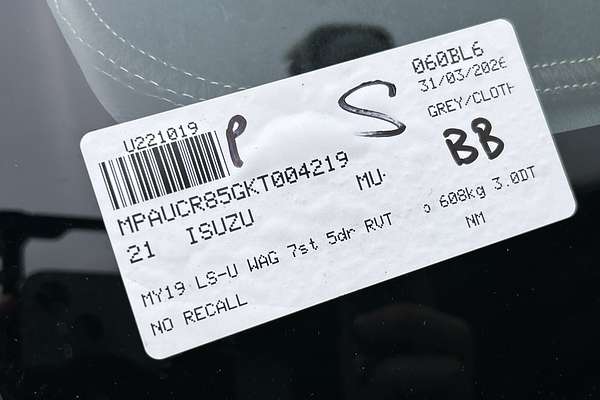 060BL6
31/03/2026
U221019 P S
GREY/CLOTH
BB
MPAUCR85GKT004219
21 ISUZU MU-
MY19 LS-U WAG 7st 5dr RVT 608kg 3.0DT
NM
NO RECALL